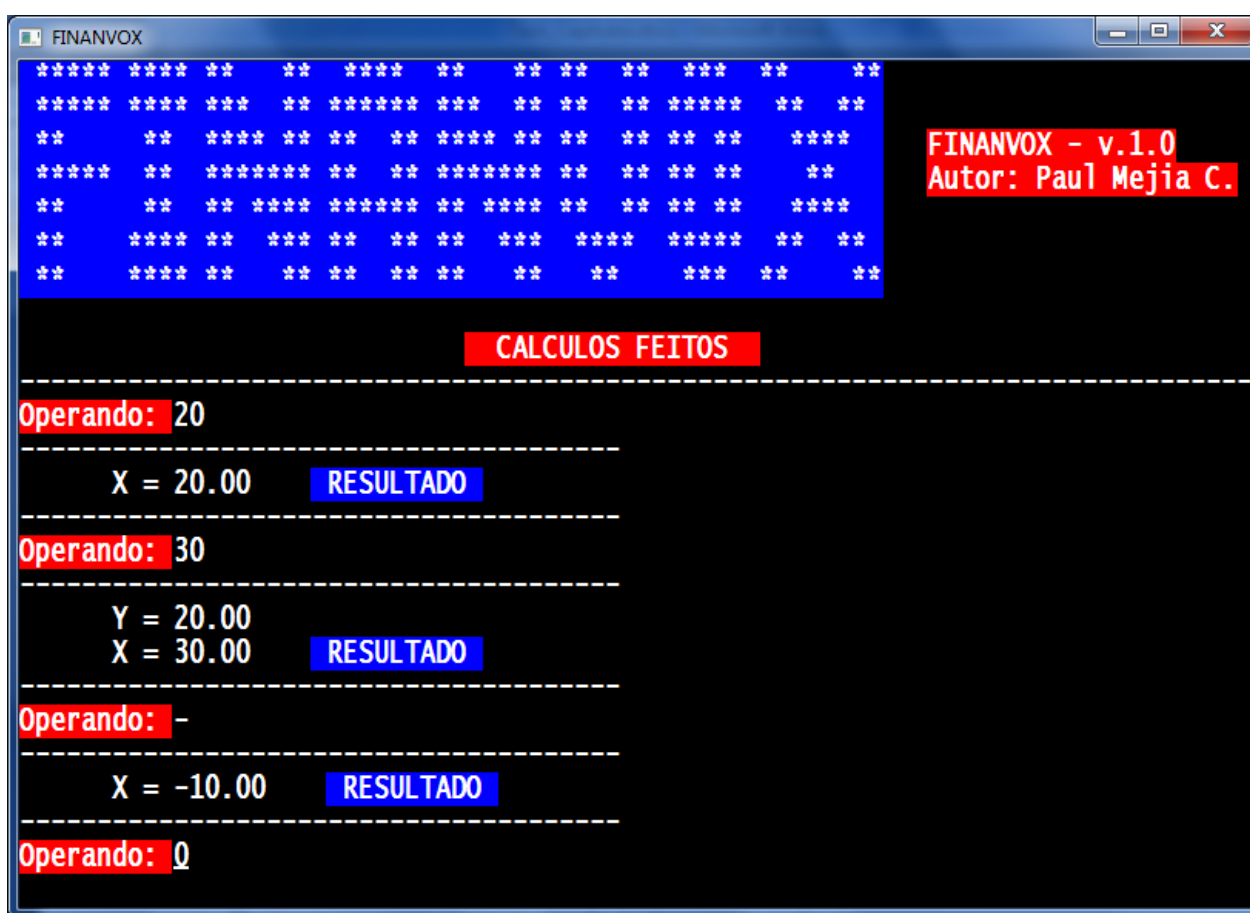 FINANVOX
FINANVOX - v.1.0
Autor: Paul Mejia C.
CALCULOS FEITOS
--------------------------------------------------------------------------------
Operando: 20
---------------------------------------
X = 20.00 RESULTADO
---------------------------------------
Operando: 30
---------------------------------------
Y = 20.00
X = 30.00 RESULTADO
---------------------------------------
Operando: -
---------------------------------------
X = -10.00 RESULTADO
---------------------------------------
Operando: 0